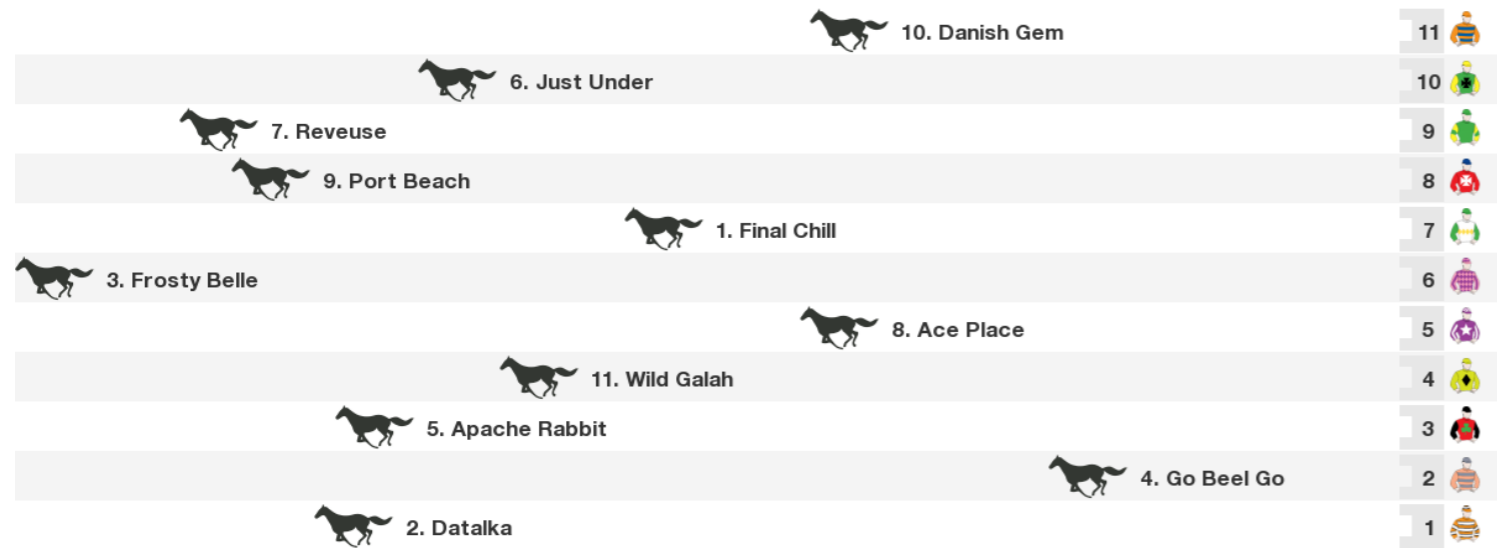 10. Danish Gem 11
6. Just Under 10
7. Reveuse 9
9. Port Beach 8
1. Final Chill 7
3. Frosty Belle 6
8. Ace Place 5
11. Wild Galah 4
5. Apache Rabbit 3
4. Go Beel Go 2
2. Datalka 1